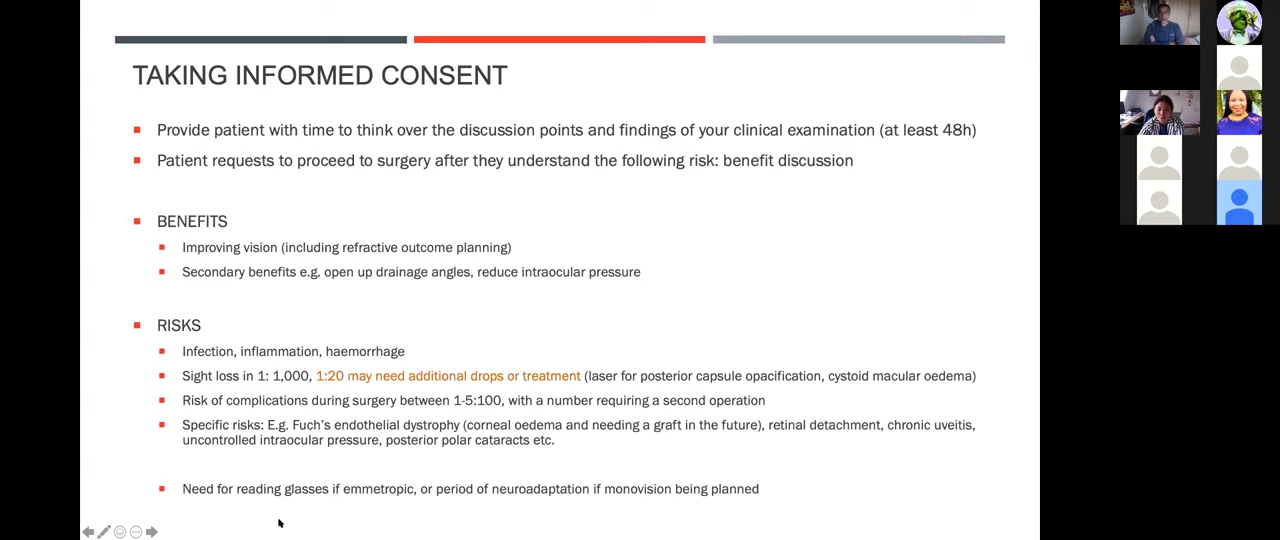 TAKING INFORMED CONSENT
Provide patient with time to think over the discussion points and findings of your clinical examination (at least 48h)
Patient requests to proceed to surgery after they understand the following risk: benefit discussion
BENEFITS
Improving vision (including refractive outcome planning)
Secondary benefits e.g. open up drainage angles, reduce intraocular pressure
RISKS
Infection, inflammation, haemorrhage
Sight loss in 1: 1,000, 1:20 may need additional drops or treatment (laser for posterior capsule opacification, cystoid macular oedema)
Risk of complications during surgery between 1-5:100, with a number requiring a second operation
Specific risks: E.g. Fuch's endothelial dystrophy (corneal oedema and needing a graft in the future), retinal detachment, chronic uveitis,
uncontrolled intraocular pressure, posterior polar cataracts etc.
Need for reading glasses if emmetropic, or period of neuroadaptation if monovision being planned